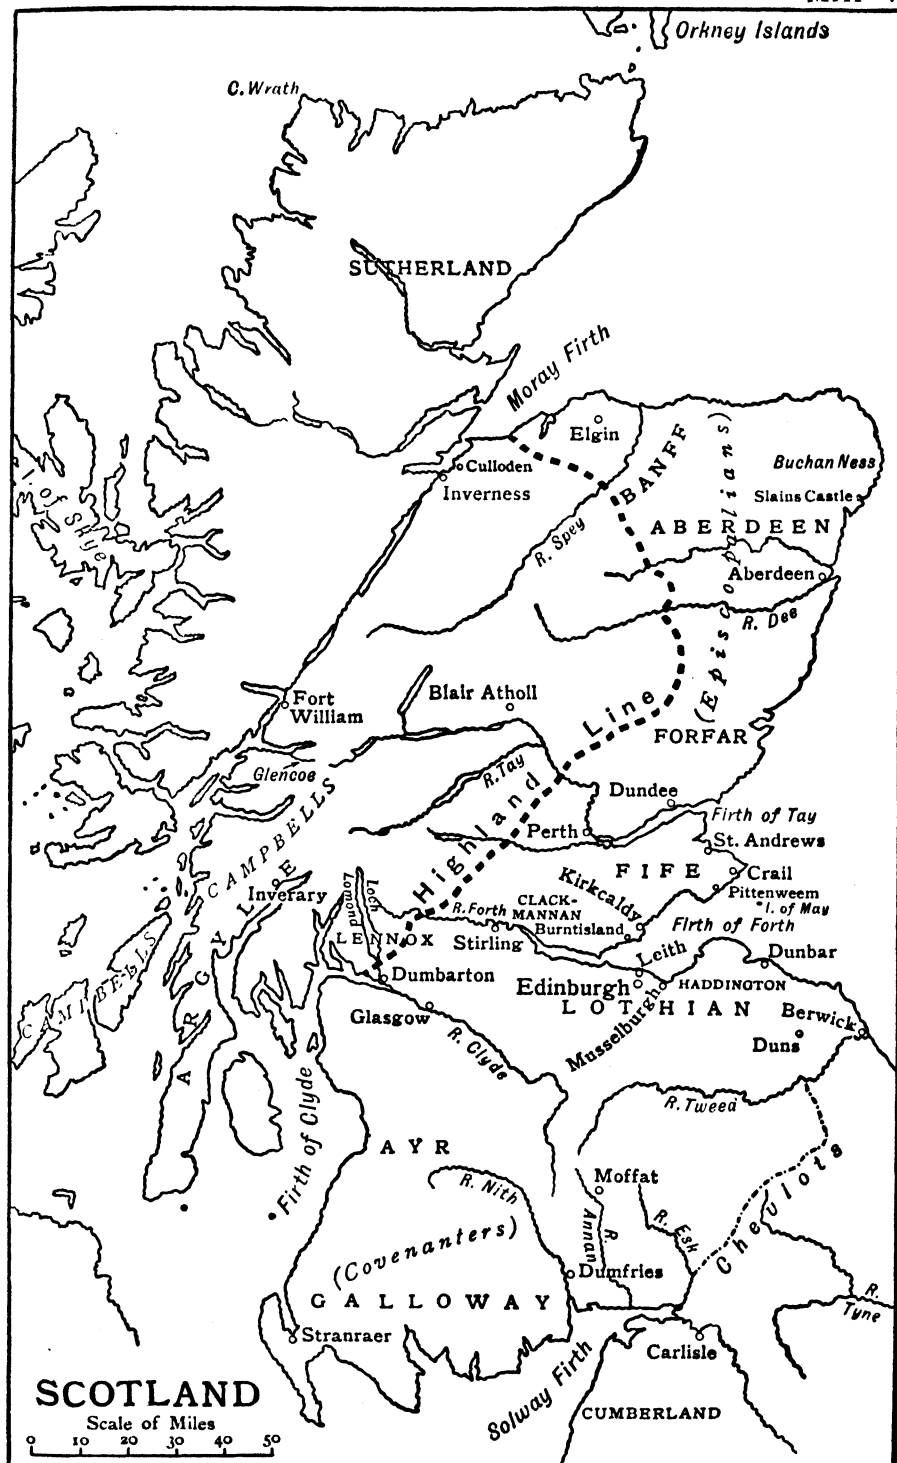 Orkney Islands
C. Wrath
SUTHERLAND
Moray Firth
Elgin
BANFF
Culloden
Inverness
Buchan Ness
Slains Castle
ABERDEEN
I. of Skye
R. Spey
Aberdeen
R. Dee
(Episcopalians)
Fort
William
Blair Atholl
Highland Line
FORFAR
Glencoe
R. Tay
Dundee
Firth of Tay
Perth
St. Andrews
CAMPBELLS
FIFE
Crail
Pittenweem
I. of May
Inverary
Loch
Lomond
Kirkcaldy
CLACK-
MANNAN
R. Forth
Burntisland
Firth of Forth
LENNOX
Stirling
Leith
Dunbar
CAMPBELLS
ARGYLE
Dumbarton
Edinburgh
HADDINGTON
LOTHIAN
Glasgow
Musselburgh
Berwick
Duns
R. Clyde
R. Tweed
Firth of Clyde
AYR
Moffat
R. Nith
R.
Annan
R. Esk
Cheviots
(Covenanters)
Dumfries
GALLOWAY
R.
Tyne
Stranraer
Solway Firth
Carlisle
CUMBERLAND
SCOTLAND
Scale of Miles
0 10 20 30 40 50